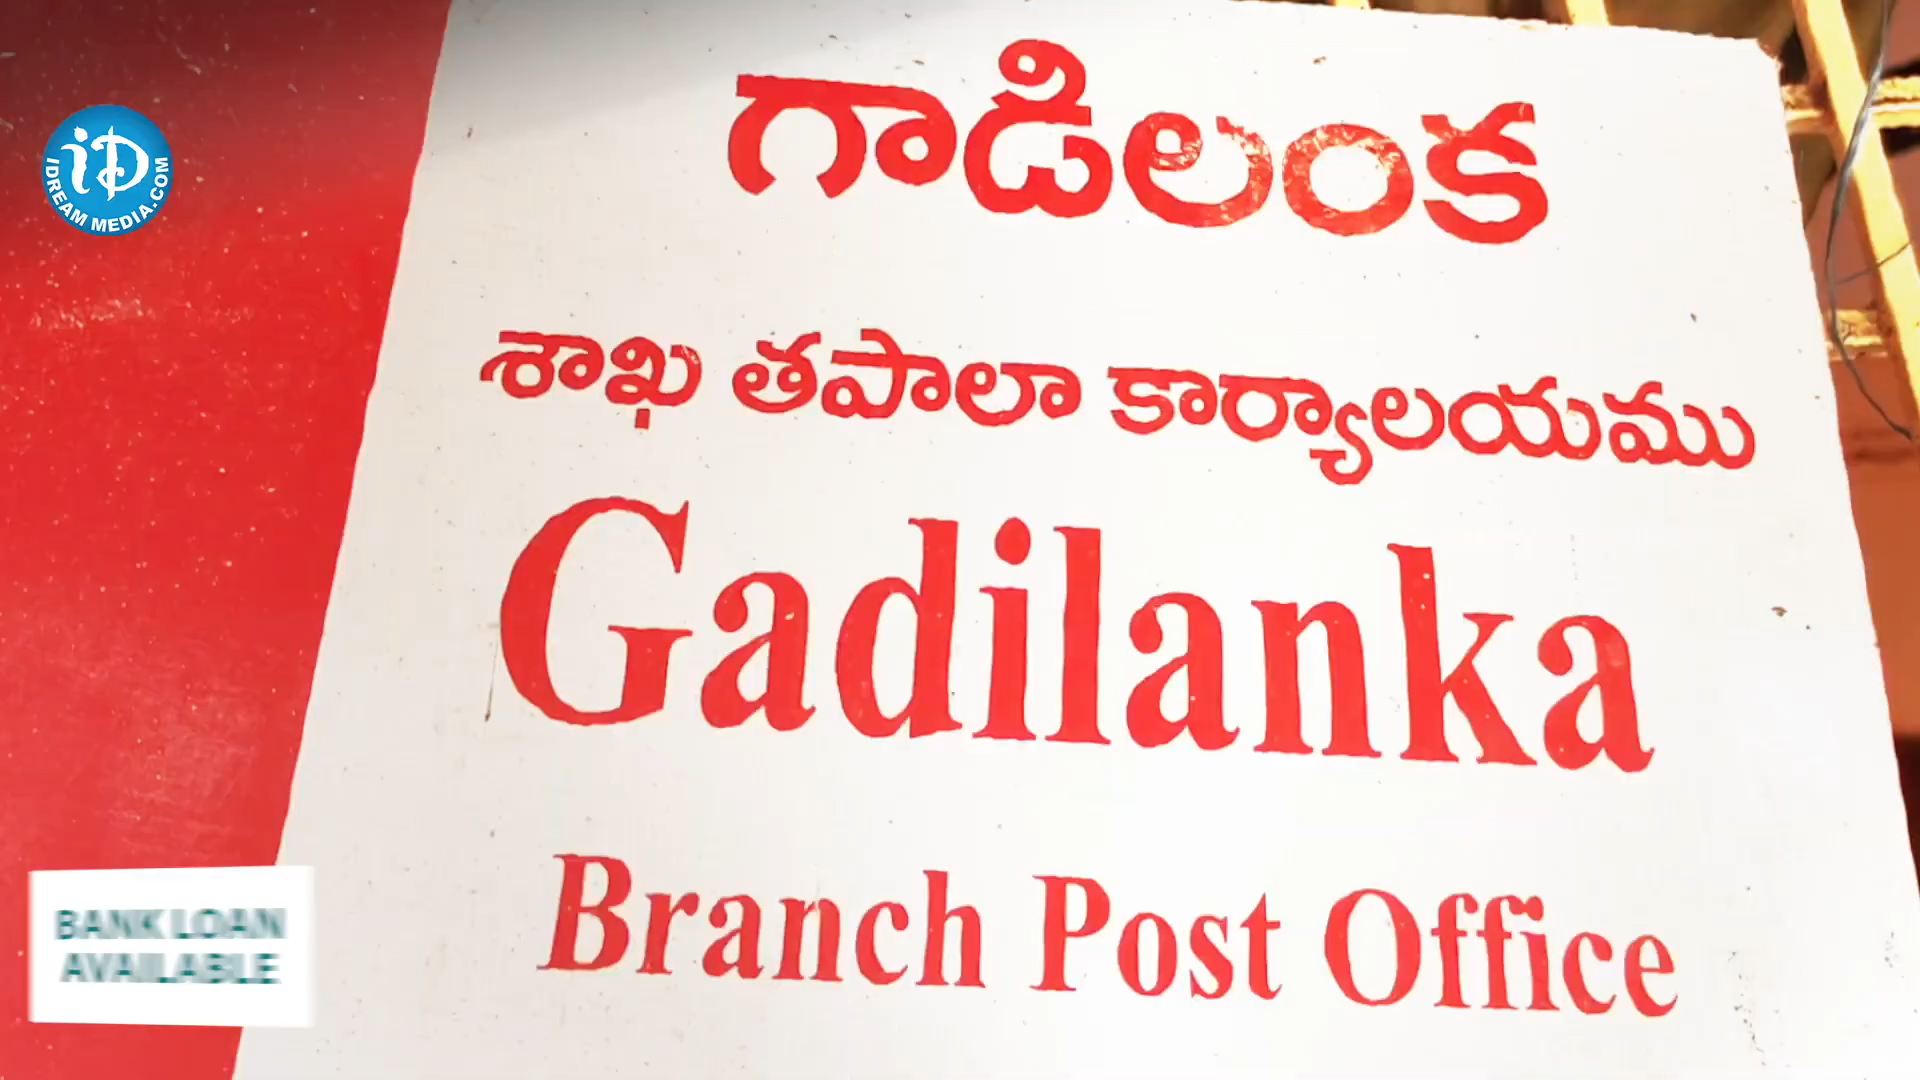 గాడిలంక
శాఖ తపాలా కార్యాలయము
Gadilanka
Branch Post Office
iD
IDREAM MEDIA.COM
BANK LOAN
AVAILABLE